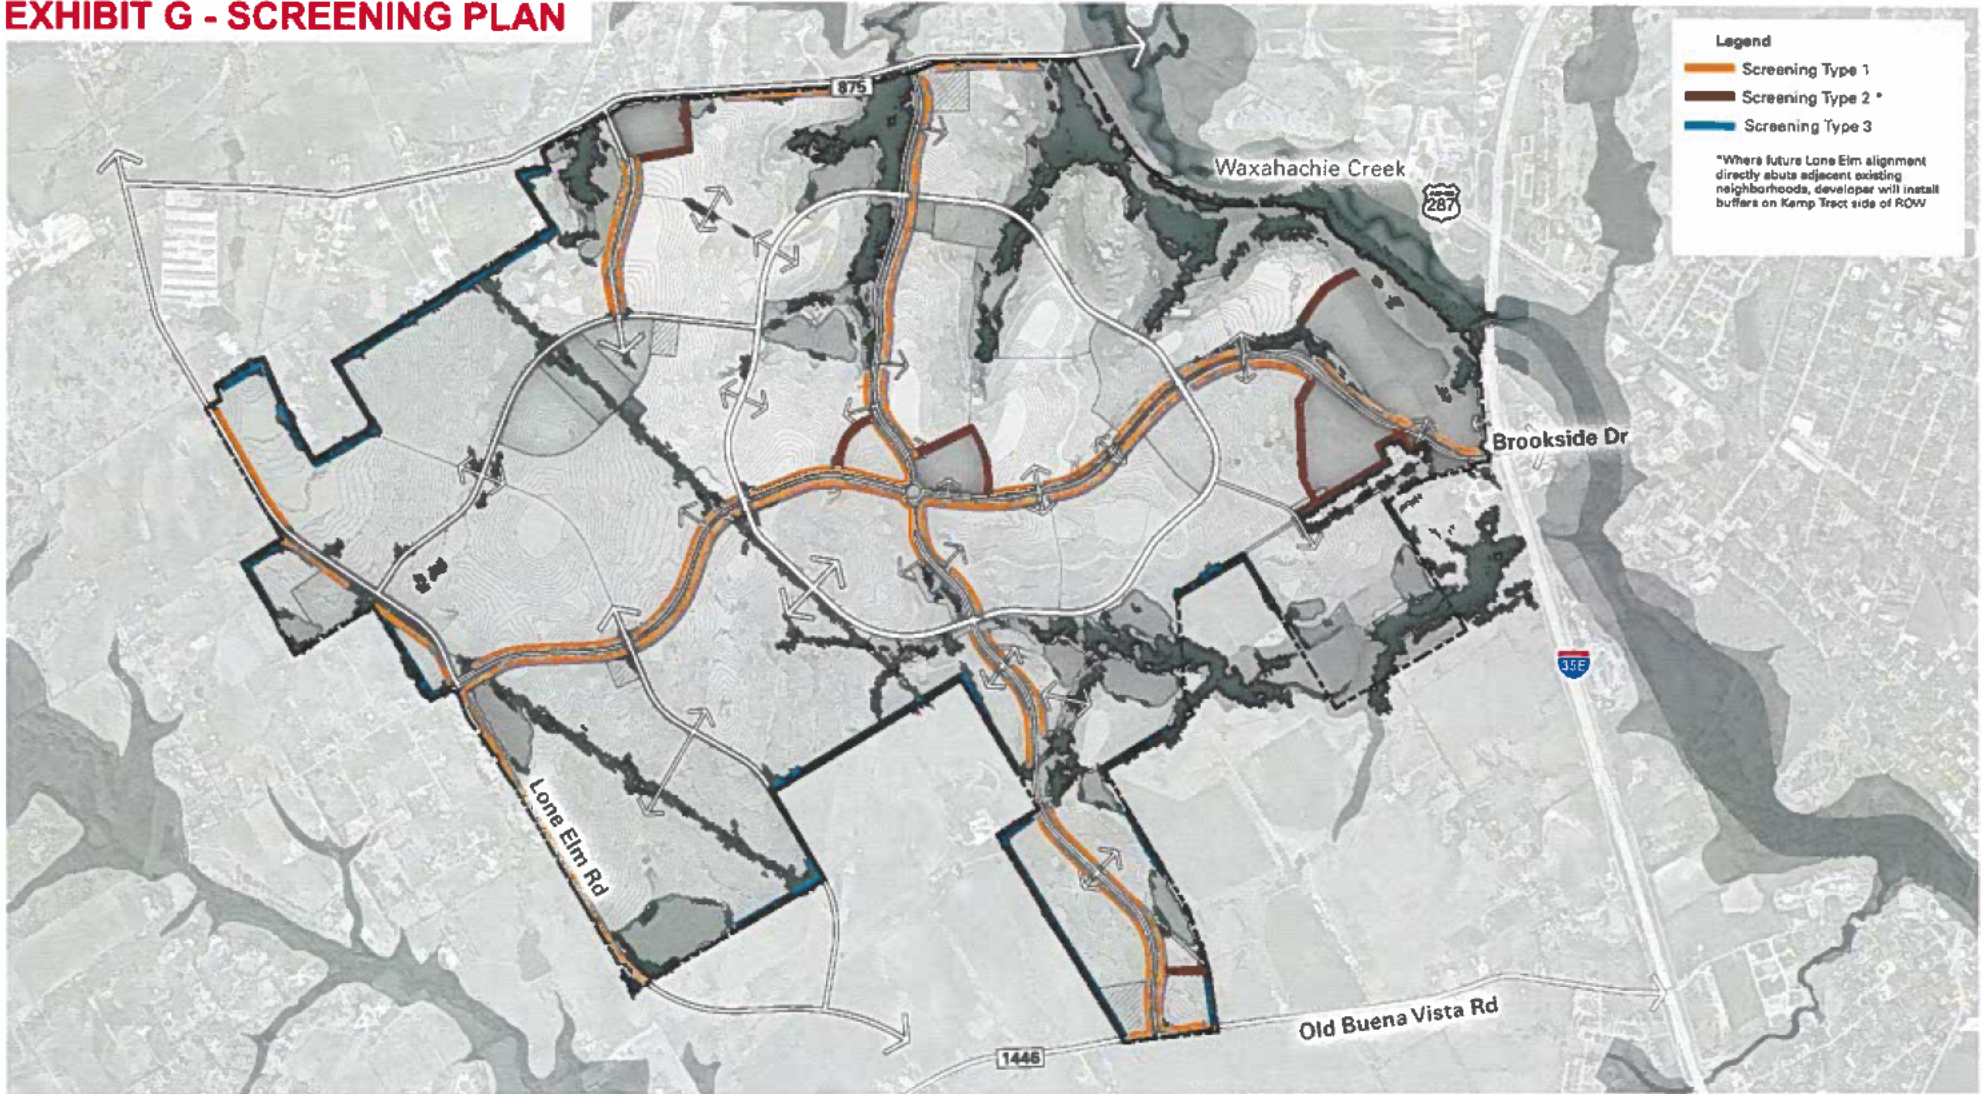 EXHIBIT G - SCREENING PLAN
Legend
Screening Type 1
Screening Type 2 *
Screening Type 3
*Where future Lone Elm alignment
directly abuts adjacent existing
neighborhoods, developer will install
buffers on Kemp Tract side of ROW
875
Waxahachie Creek
287
Brookside Dr
35E
Lone Elm Rd
Old Buena Vista Rd
1446